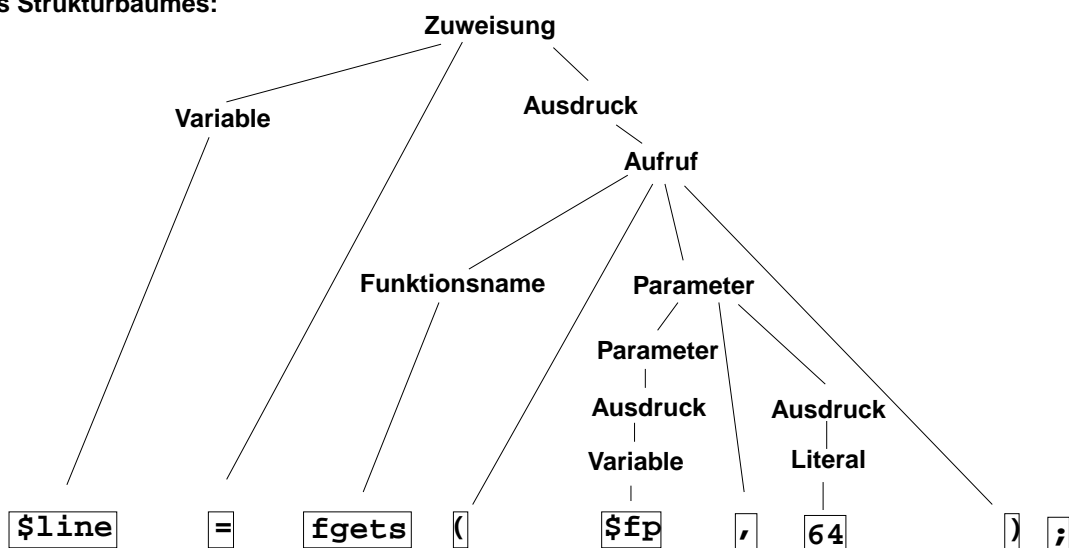 s Strukturbaumes:
Zuweisung
Variable
Ausdruck
Aufruf
Funktionsname
Parameter
Parameter
Ausdruck
Ausdruck
Variable
Literal
$line = fgets ( $fp , 64 ) ;